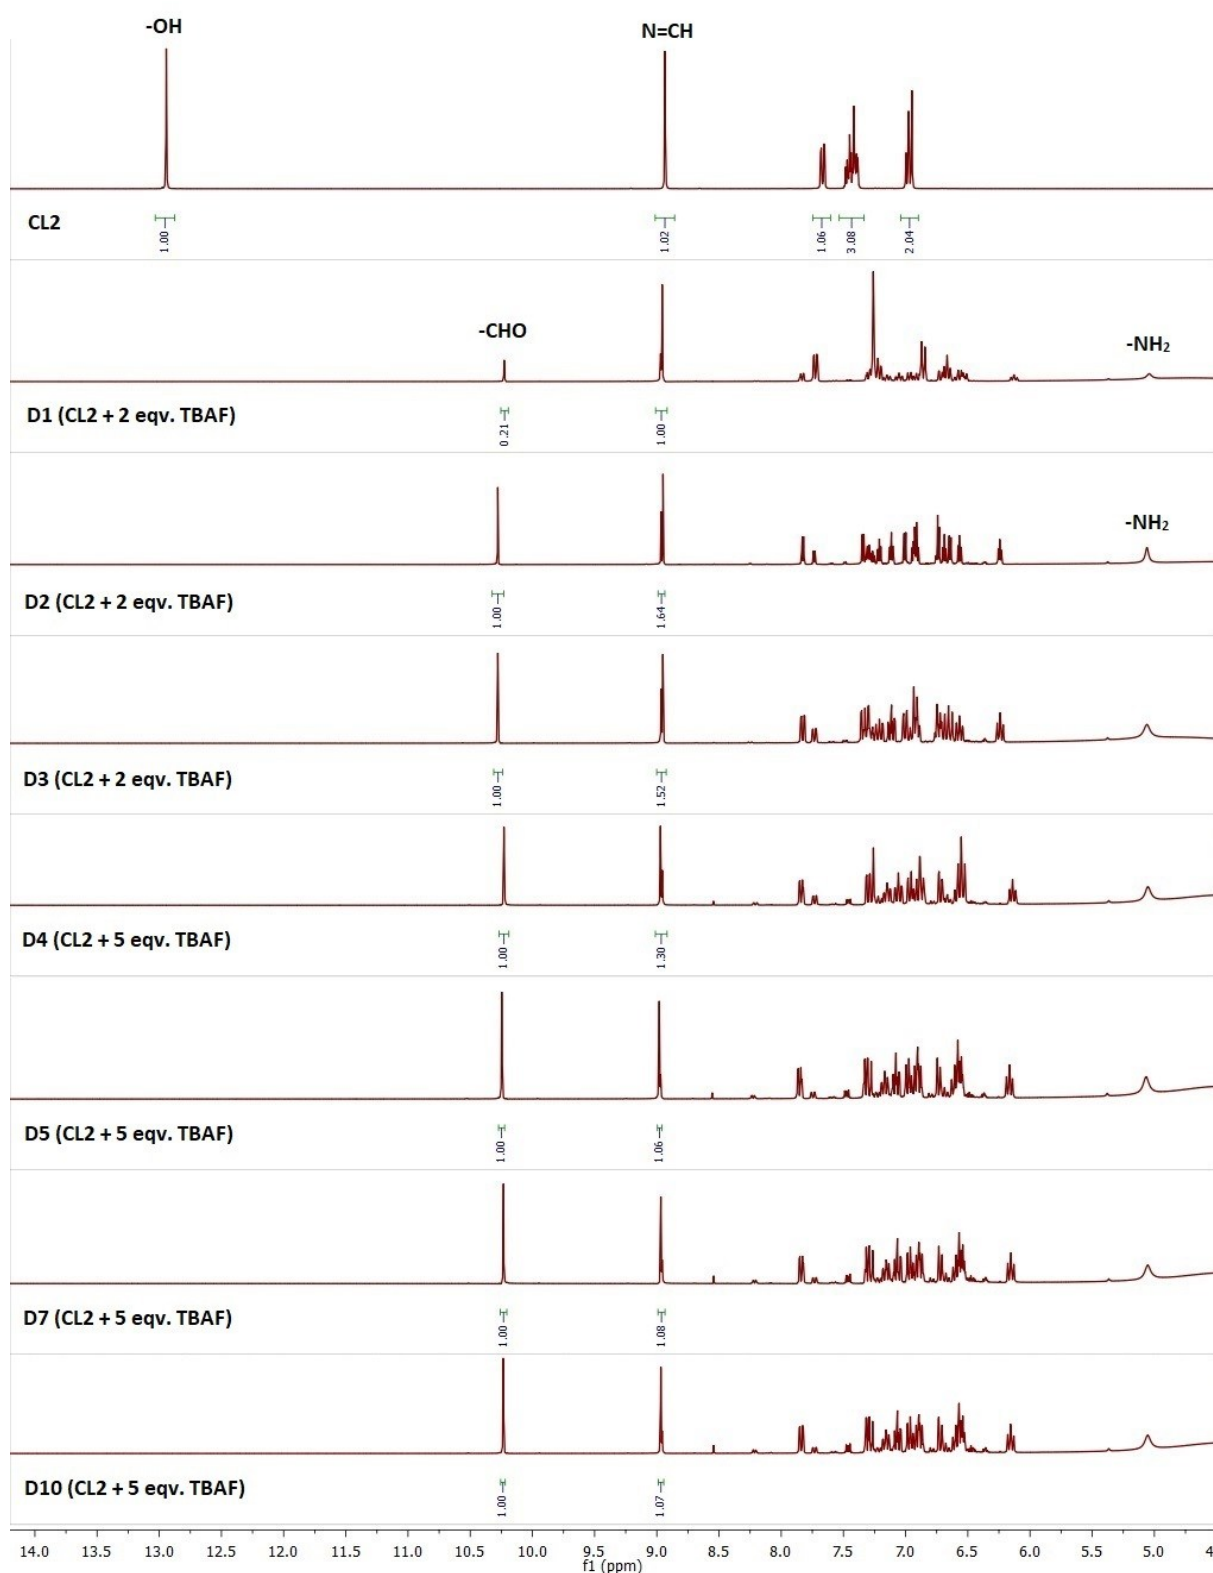 -OH N=CH
CL2
1.00 1.02 1.06 3.08 2.04
-CHO -NH₂
D1 (CL2 + 2 eqv. TBAF)
0.21 1.00
-NH₂
D2 (CL2 + 2 eqv. TBAF)
1.00 1.64
D3 (CL2 + 2 eqv. TBAF)
1.00 1.52
D4 (CL2 + 5 eqv. TBAF)
1.00 1.30
D5 (CL2 + 5 eqv. TBAF)
1.00 1.06
D7 (CL2 + 5 eqv. TBAF)
1.00 1.08
D10 (CL2 + 5 eqv. TBAF)
1.00 1.07
14.0 13.5 13.0 12.5 12.0 11.5 11.0 10.5 10.0 9.5 9.0 8.5 8.0 7.5 7.0 6.5 6.0 5.5 5.0 4
f1 (ppm)